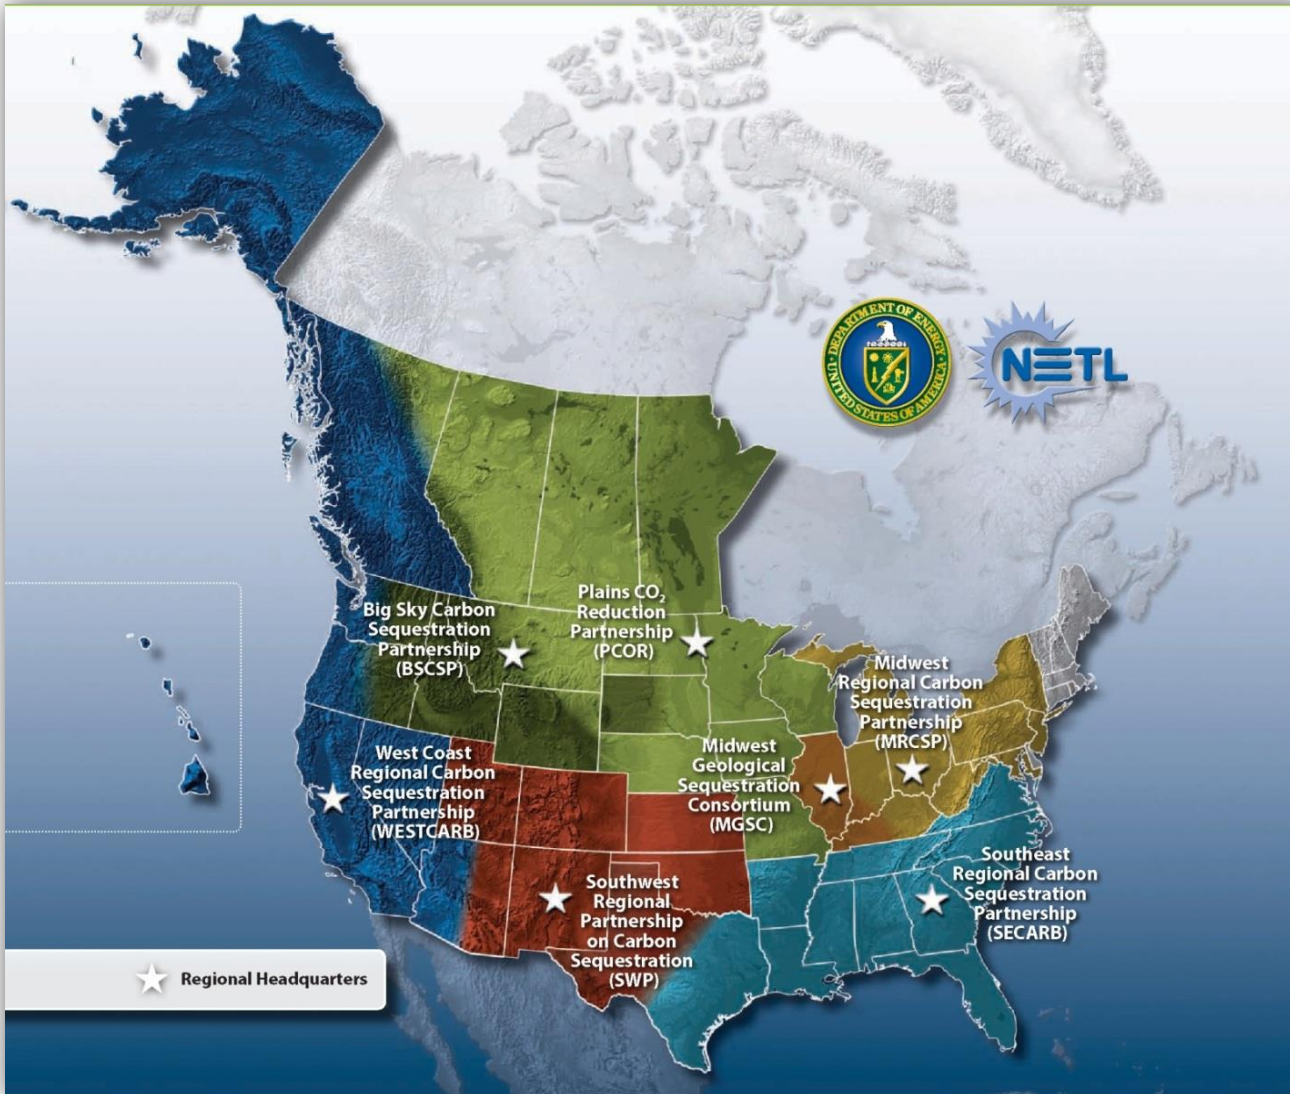 DEPARTMENT OF ENERGY
UNITED STATES OF AMERICA
NETL
Big Sky Carbon
Sequestration
Partnership
(BSCSP)
Plains CO₂
Reduction
Partnership
(PCOR)
Midwest
Regional Carbon
Sequestration
Partnership
(MRCSP)
West Coast
Regional Carbon
Sequestration
Partnership
(WESTCARB)
Midwest
Geological
Sequestration
Consortium
(MGSC)
Southeast
Regional Carbon
Sequestration
Partnership
(SECARB)
Southwest
Regional
Partnership
on Carbon
Sequestration
(SWP)
Regional Headquarters